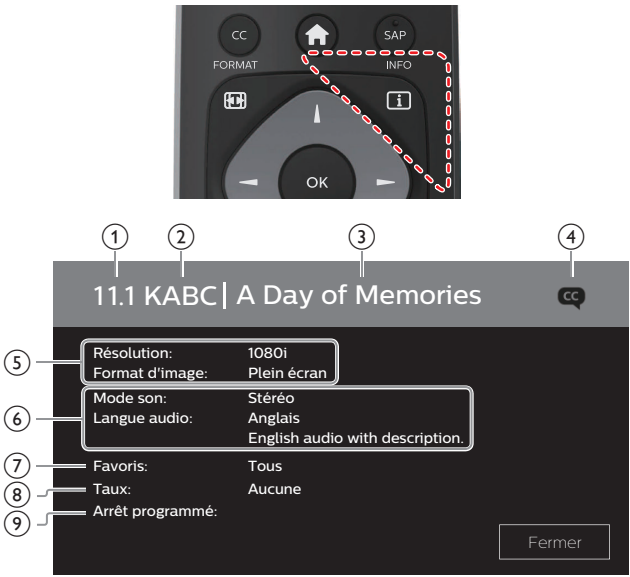 CC
SAP
FORMAT
INFO
i
OK
1 2 3 4
11.1 KABC | A Day of Memories
CC
5
Résolution: 1080i
Format d'image: Plein écran
6
Mode son: Stéréo
Langue audio: Anglais
English audio with description.
7 Favoris: Tous
8 Taux: Aucune
9 Arrêt programmé:
Fermer